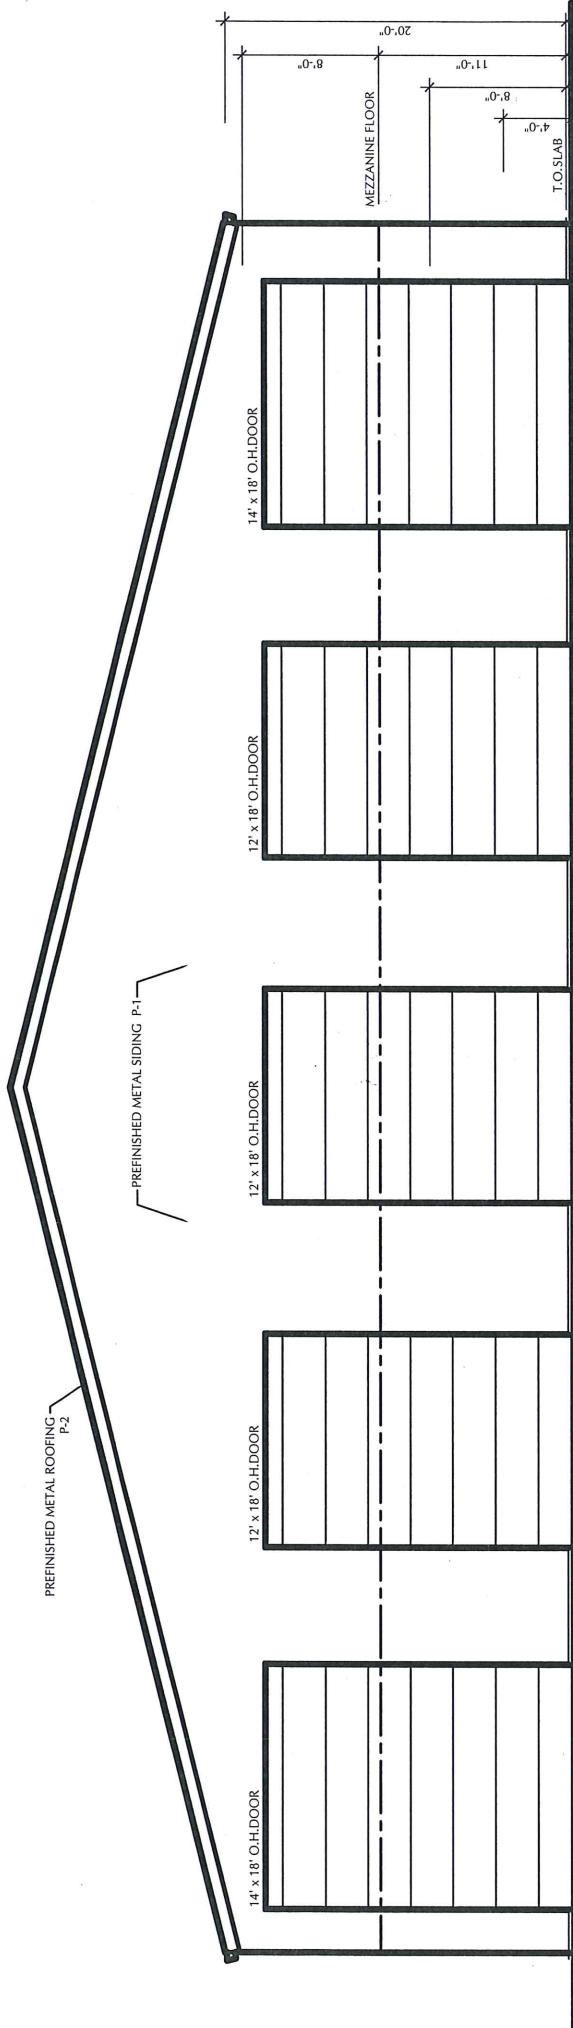 PREFINISHED METAL ROOFING
P-2
PREFINISHED METAL SIDING P-1
14' x 18' O.H.DOOR
12' x 18' O.H.DOOR
12' x 18' O.H.DOOR
12' x 18' O.H.DOOR
14' x 18' O.H.DOOR
MEZZANINE FLOOR
T.O.SLAB
20'-0"
8'-0"
11'-0"
8'-0"
4'-0"